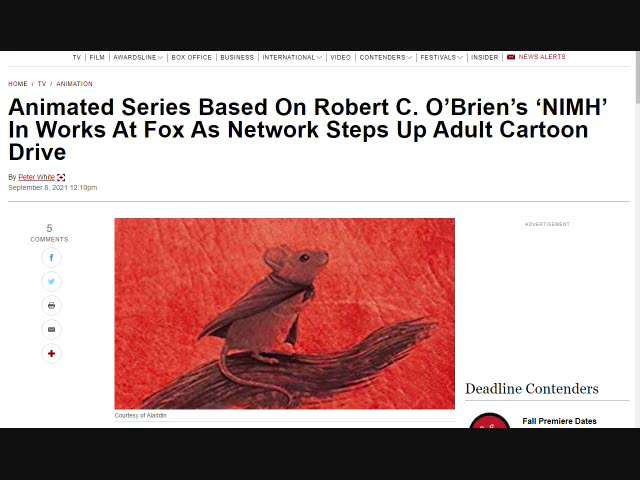 TV | FILM | AWARDSLINE | BOX OFFICE | BUSINESS | INTERNATIONAL | VIDEO | CONTENDERS | FESTIVALS | INSIDER | NEWS ALERTS
HOME / TV / ANIMATION
Animated Series Based On Robert C. O’Brien’s ‘NIMH’
In Works At Fox As Network Steps Up Adult Cartoon
Drive
By Peter White
September 8, 2021 12:10pm
5
COMMENTS
ADVERTISEMENT
Courtesy of Aladdin
Deadline Contenders
Fall Premiere Dates